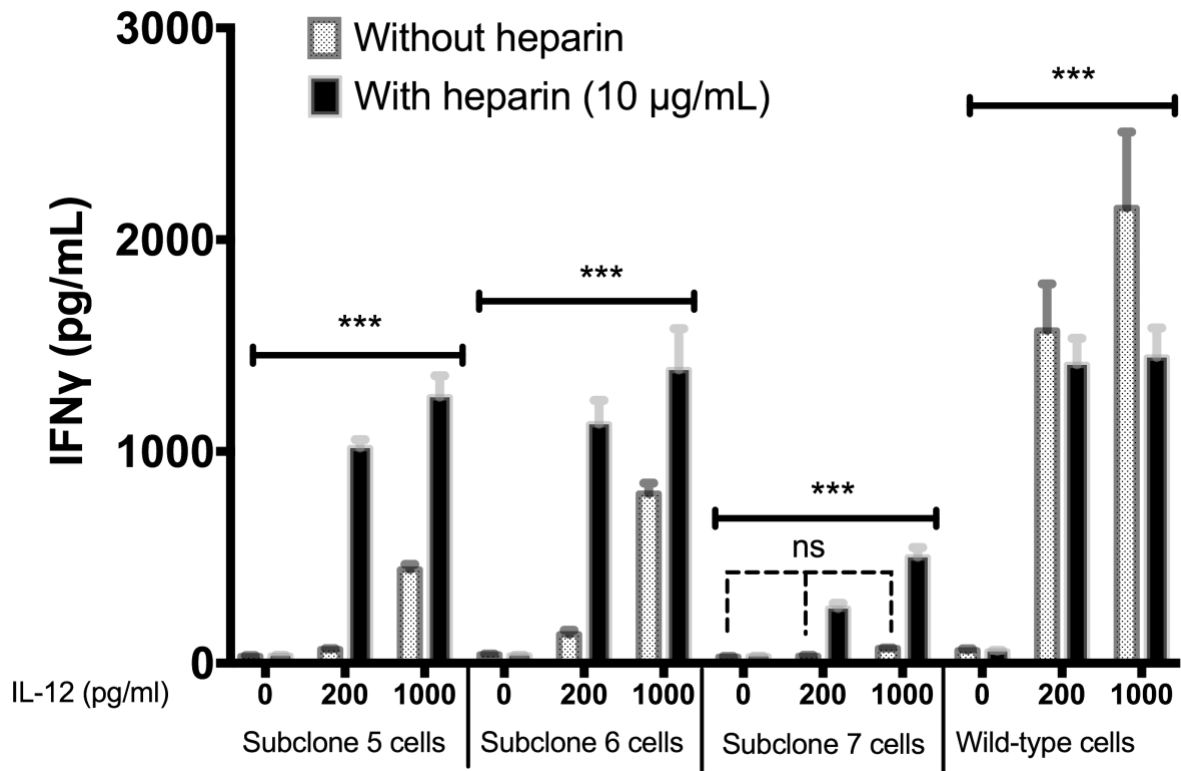 3000
2000
1000
0
IFNγ (pg/mL)
Without heparin
With heparin (10 µg/mL)
***
***
***
ns
***
IL-12 (pg/ml)
0 200 1000 0 200 1000 0 200 1000 0 200 1000
Subclone 5 cells Subclone 6 cells Subclone 7 cells Wild-type cells